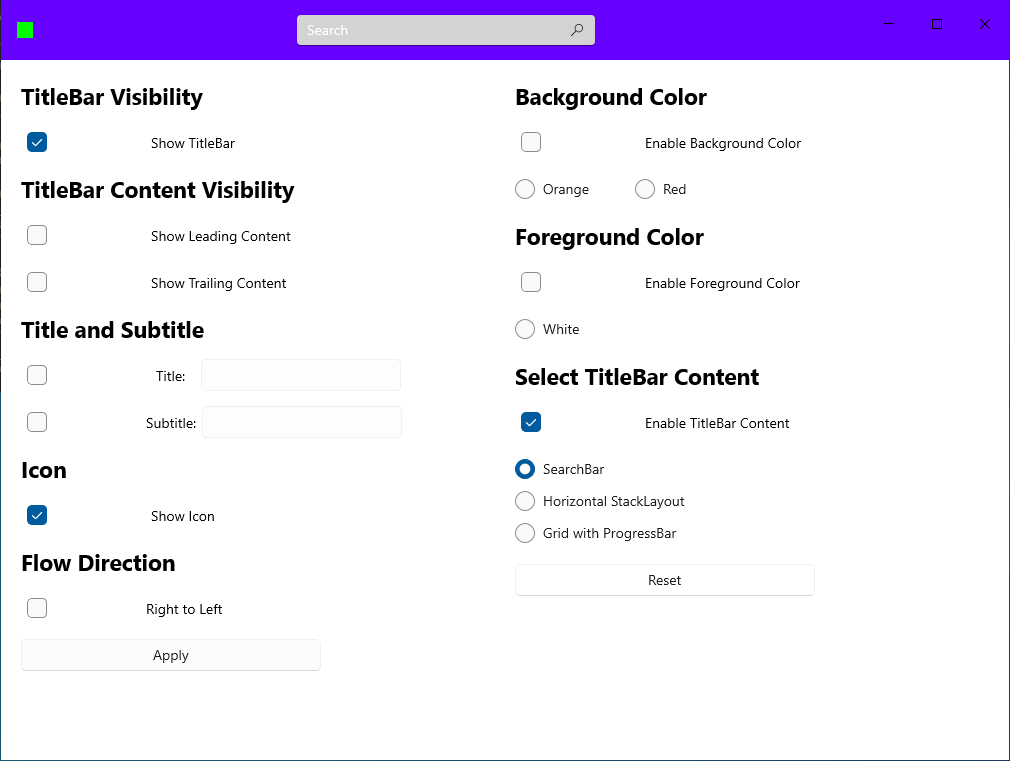 Search
TitleBar Visibility
Show TitleBar
TitleBar Content Visibility
Show Leading Content
Show Trailing Content
Title and Subtitle
Title:
Subtitle:
Icon
Show Icon
Flow Direction
Right to Left
Apply
Background Color
Enable Background Color
Orange
Red
Foreground Color
Enable Foreground Color
White
Select TitleBar Content
Enable TitleBar Content
SearchBar
Horizontal StackLayout
Grid with ProgressBar
Reset